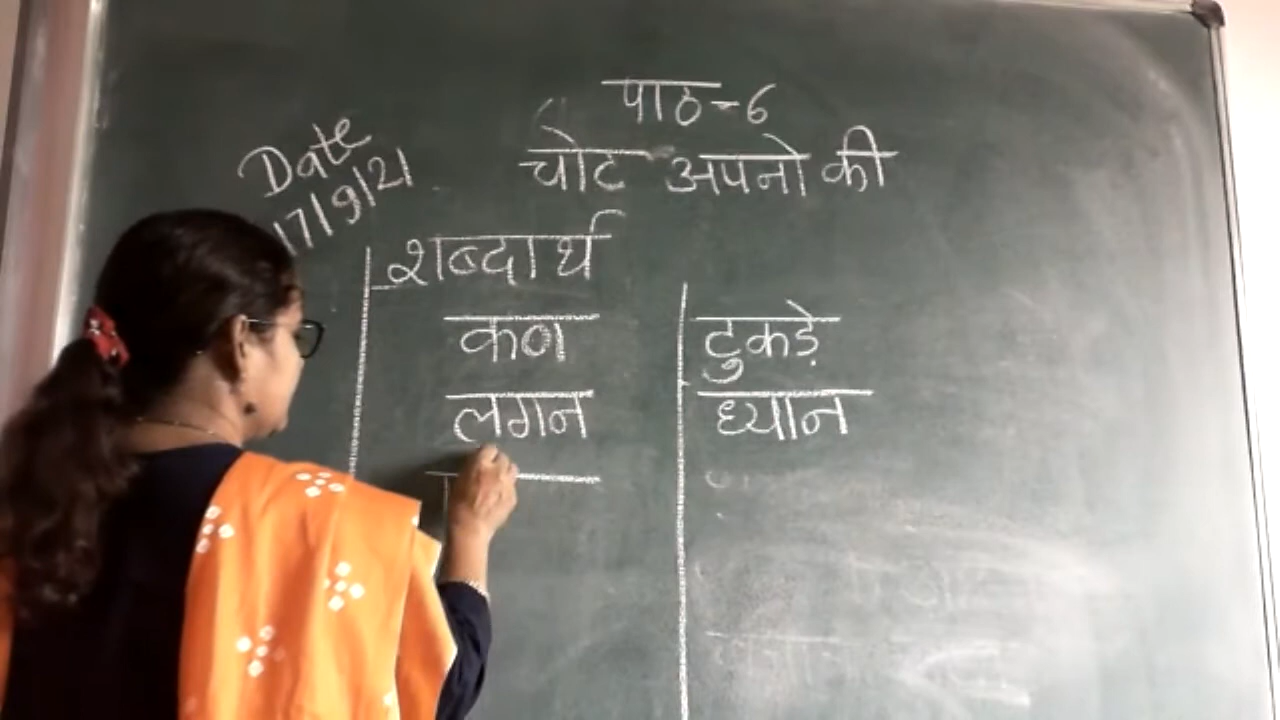 पाठ-6
चोट अपनो की
Date
17/9/21
शब्दार्थ
कण टुकड़े
लगन ध्यान